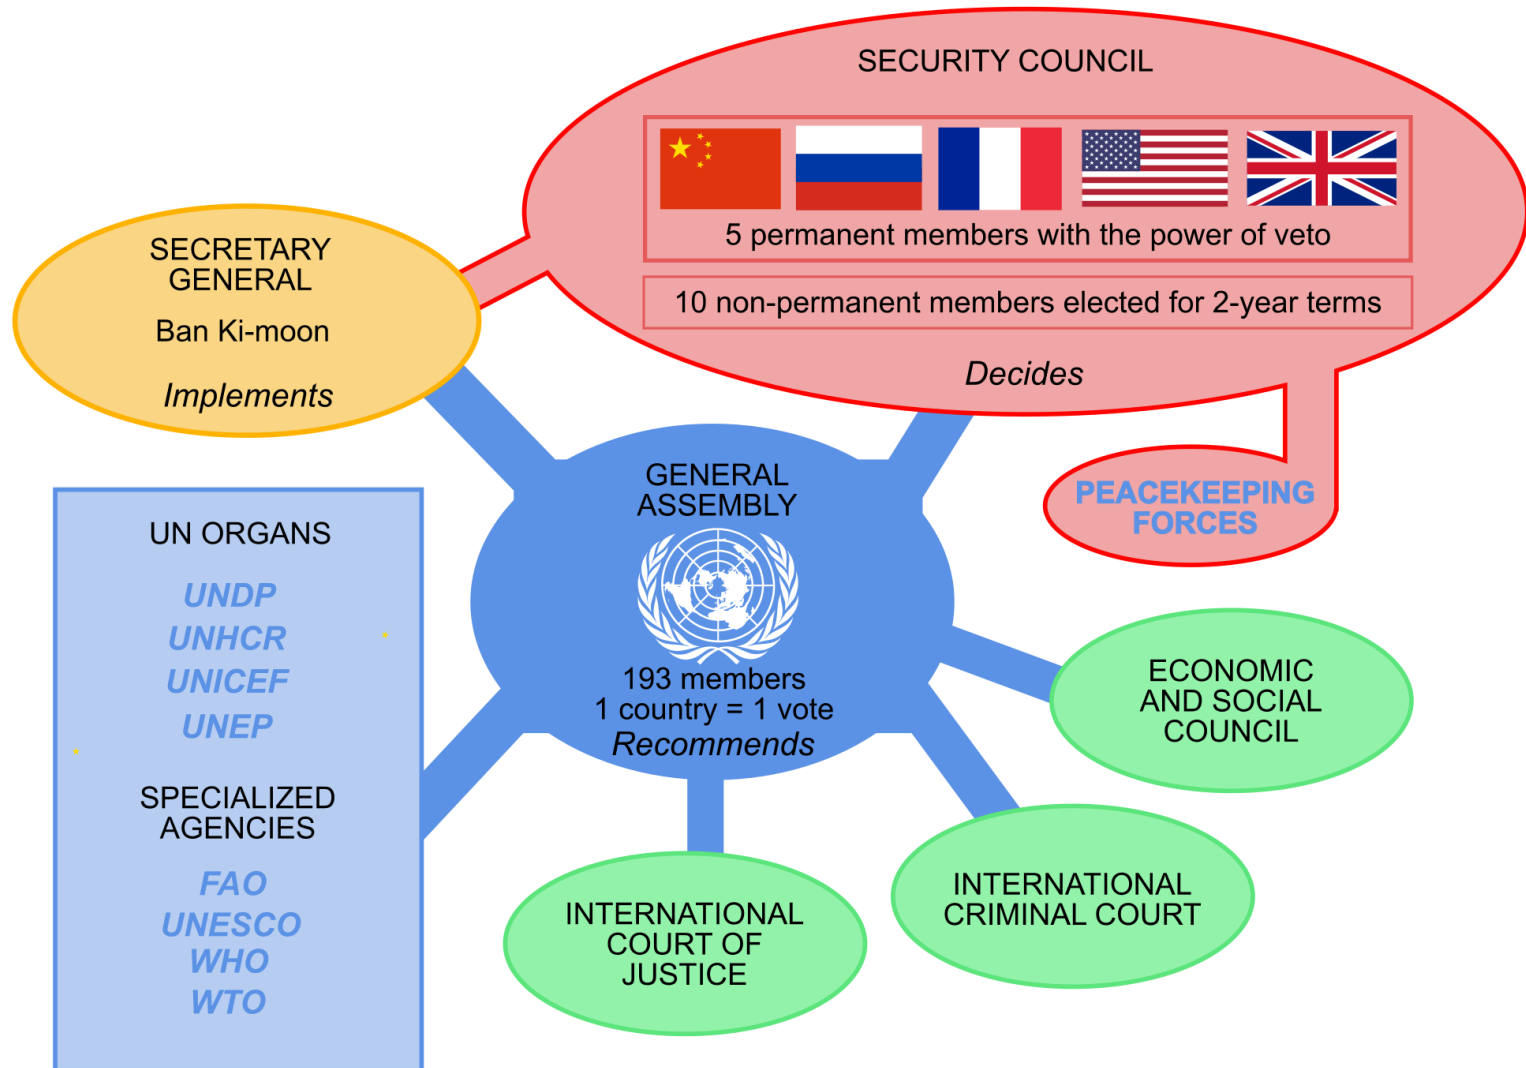 SECURITY COUNCIL
5 permanent members with the power of veto
10 non-permanent members elected for 2-year terms
Decides
PEACEKEEPING
FORCES
SECRETARY
GENERAL
Ban Ki-moon
Implements
GENERAL
ASSEMBLY
193 members
1 country = 1 vote
Recommends
UN ORGANS
UNDP
UNHCR
UNICEF
UNEP
SPECIALIZED
AGENCIES
FAO
UNESCO
WHO
WTO
ECONOMIC
AND SOCIAL
COUNCIL
INTERNATIONAL
CRIMINAL COURT
INTERNATIONAL
COURT OF
JUSTICE